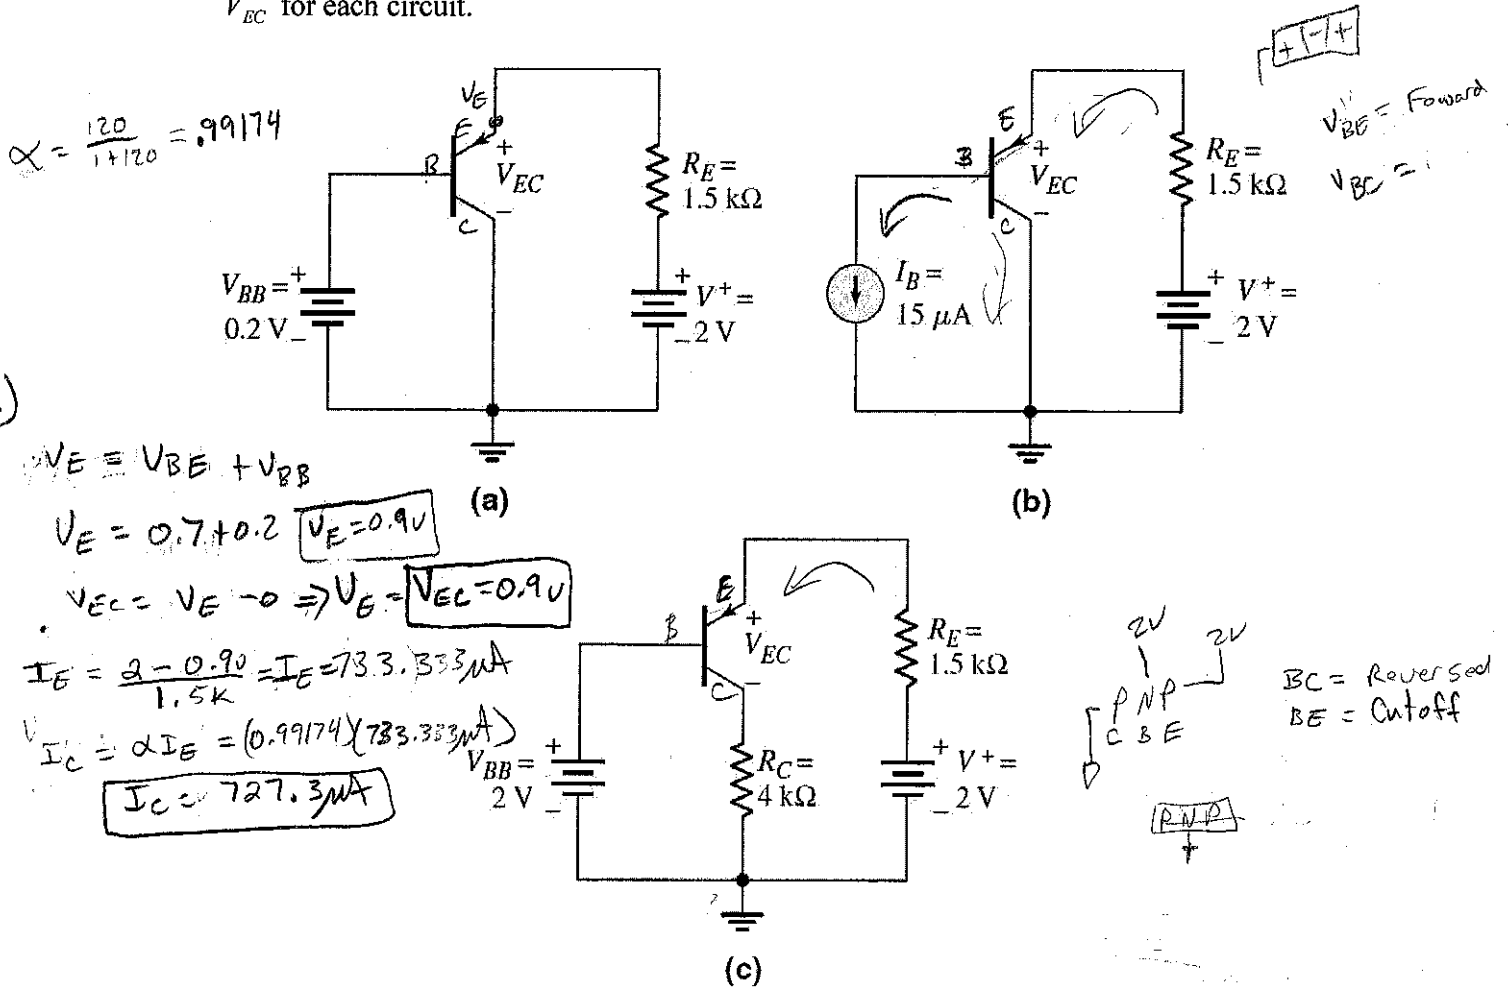 V_EC for each circuit.
α = 120/1+120 = .99174
V_E
E
B
C
+
V_EC
−
R_E =
1.5 kΩ
V_BB = +
0.2 V −
+ V⁺ =
− 2 V
(a)
E
B
C
+
V_EC
−
R_E =
1.5 kΩ
I_B =
15 μA
+ V⁺ =
− 2 V
(b)
+ | - | +
V_BE = Foward
V_BC =
V_E = V_BE + V_BB
V_E = 0.7+0.2 V_E = 0.9v
V_EC = V_E -0 => V_E = V_EC = 0.9v
I_E = 2-0.90/1.5K = I_E = 733.333μA
I_C = αI_E = (0.99174)(733.333μA)
I_C = 727.3μA
E
B
C
+
V_EC
−
R_E =
1.5 kΩ
V_BB = +
2 V −
R_C =
4 kΩ
+ V⁺ =
− 2 V
(c)
2V 2V
P N P
C B E
BC = Reversed
BE = Cutoff
PNP
+